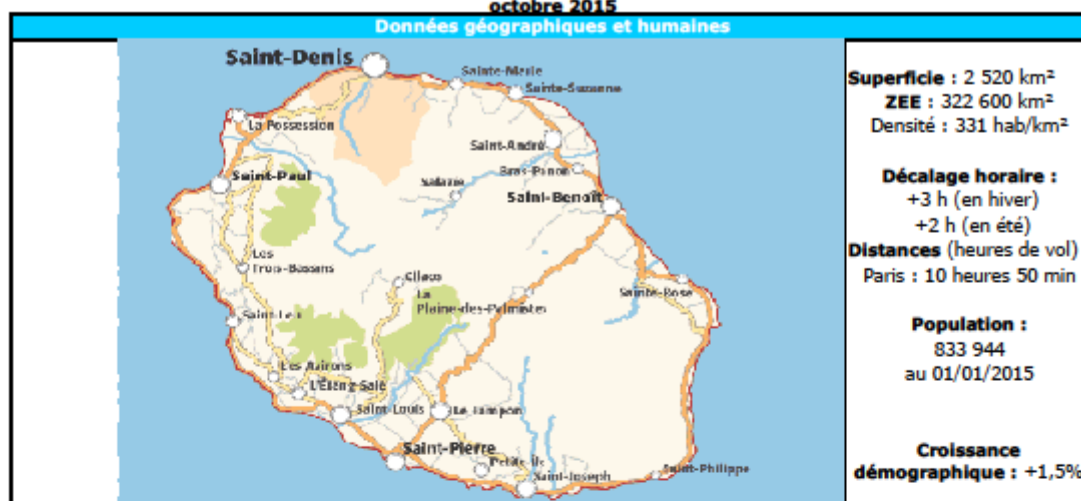 octobre 2015
Données géographiques et humaines
Saint-Denis
Sainte-Marie
Sainte-Suzanne
La Possession
Saint-André
Bras-Panon
Saint-Paul
Salazie
Saint-Benoît
Les
Trois-Bassins
Cilaos
La
Plaine-des-Palmistes
Sainte-Rose
Saint-Leu
Les Avirons
L'Étang-Salé
Saint-Louis
Le Tampon
Saint-Pierre
Petite-Île
Saint-Joseph
Saint-Philippe
Superficie : 2 520 km²
ZEE : 322 600 km²
Densité : 331 hab/km²
Décalage horaire :
+3 h (en hiver)
+2 h (en été)
Distances (heures de vol)
Paris : 10 heures 50 min
Population :
833 944
au 01/01/2015
Croissance
démographique : +1,5%